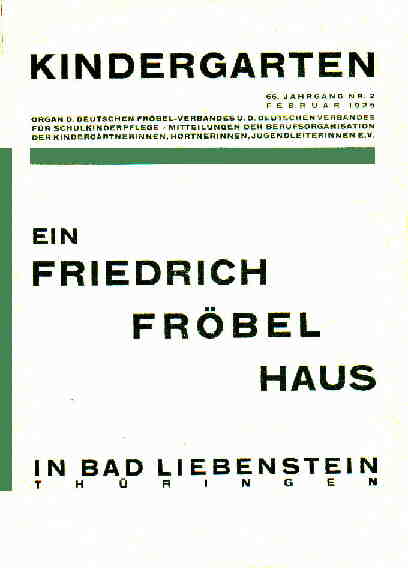 KINDERGARTEN
66. JAHRGANG NR. 2
FEBRUAR 1925
ORGAN D. DEUTSCHEN FRÖBEL-VERBANDES U. D. DEUTSCHEN VERBANDES
FÜR SCHULKINDERPFLEGE · MITTEILUNGEN DER BERUFSORGANISATION
DER KINDERGÄRTNERINNEN, HORTNERINNEN, JUGENDLEITERINNEN E.V.
EIN
FRIEDRICH
FRÖBEL
HAUS
IN BAD LIEBENSTEIN
THÜRINGEN